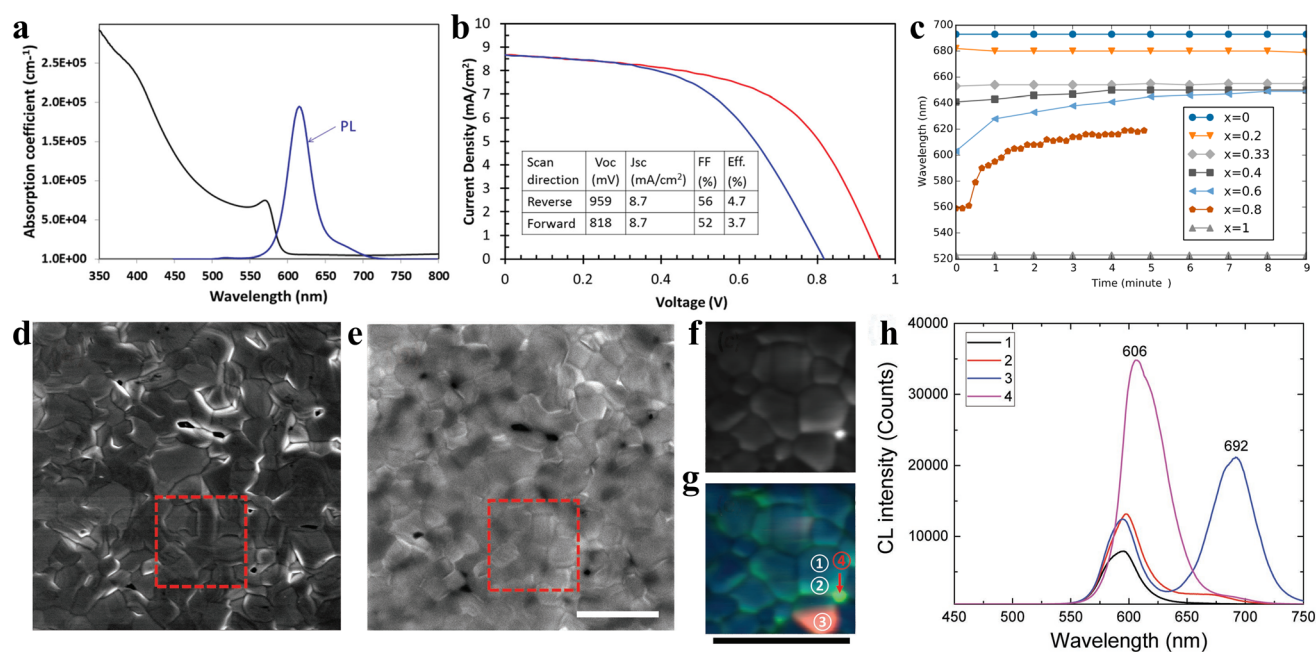 a
Absorption coefficient (cm-1)
2.5E+05
2.0E+05
1.5E+05
1.0E+05
5.0E+04
1.0E+00
PL
350 400 450 500 550 600 650 700 750 800
Wavelength (nm)
b
Current Density (mA/cm2)
10
9
8
7
6
5
4
3
2
1
0
Scan direction Voc (mV) Jsc (mA/cm2) FF (%) Eff. (%)
Reverse 959 8.7 56 4.7
Forward 818 8.7 52 3.7
0 0.2 0.4 0.6 0.8 1
Voltage (V)
c
Wavelength (nm)
700
680
660
640
620
600
580
560
540
520
x=0
x=0.2
x=0.33
x=0.4
x=0.6
x=0.8
x=1
0 1 2 3 4 5 6 7 8 9
Time (minute )
d
e
f
g
① ④
②
③
h
CL intensity (Counts)
40000
30000
20000
10000
1
2
3
4
606
692
450 500 550 600 650 700 750
Wavelength (nm)